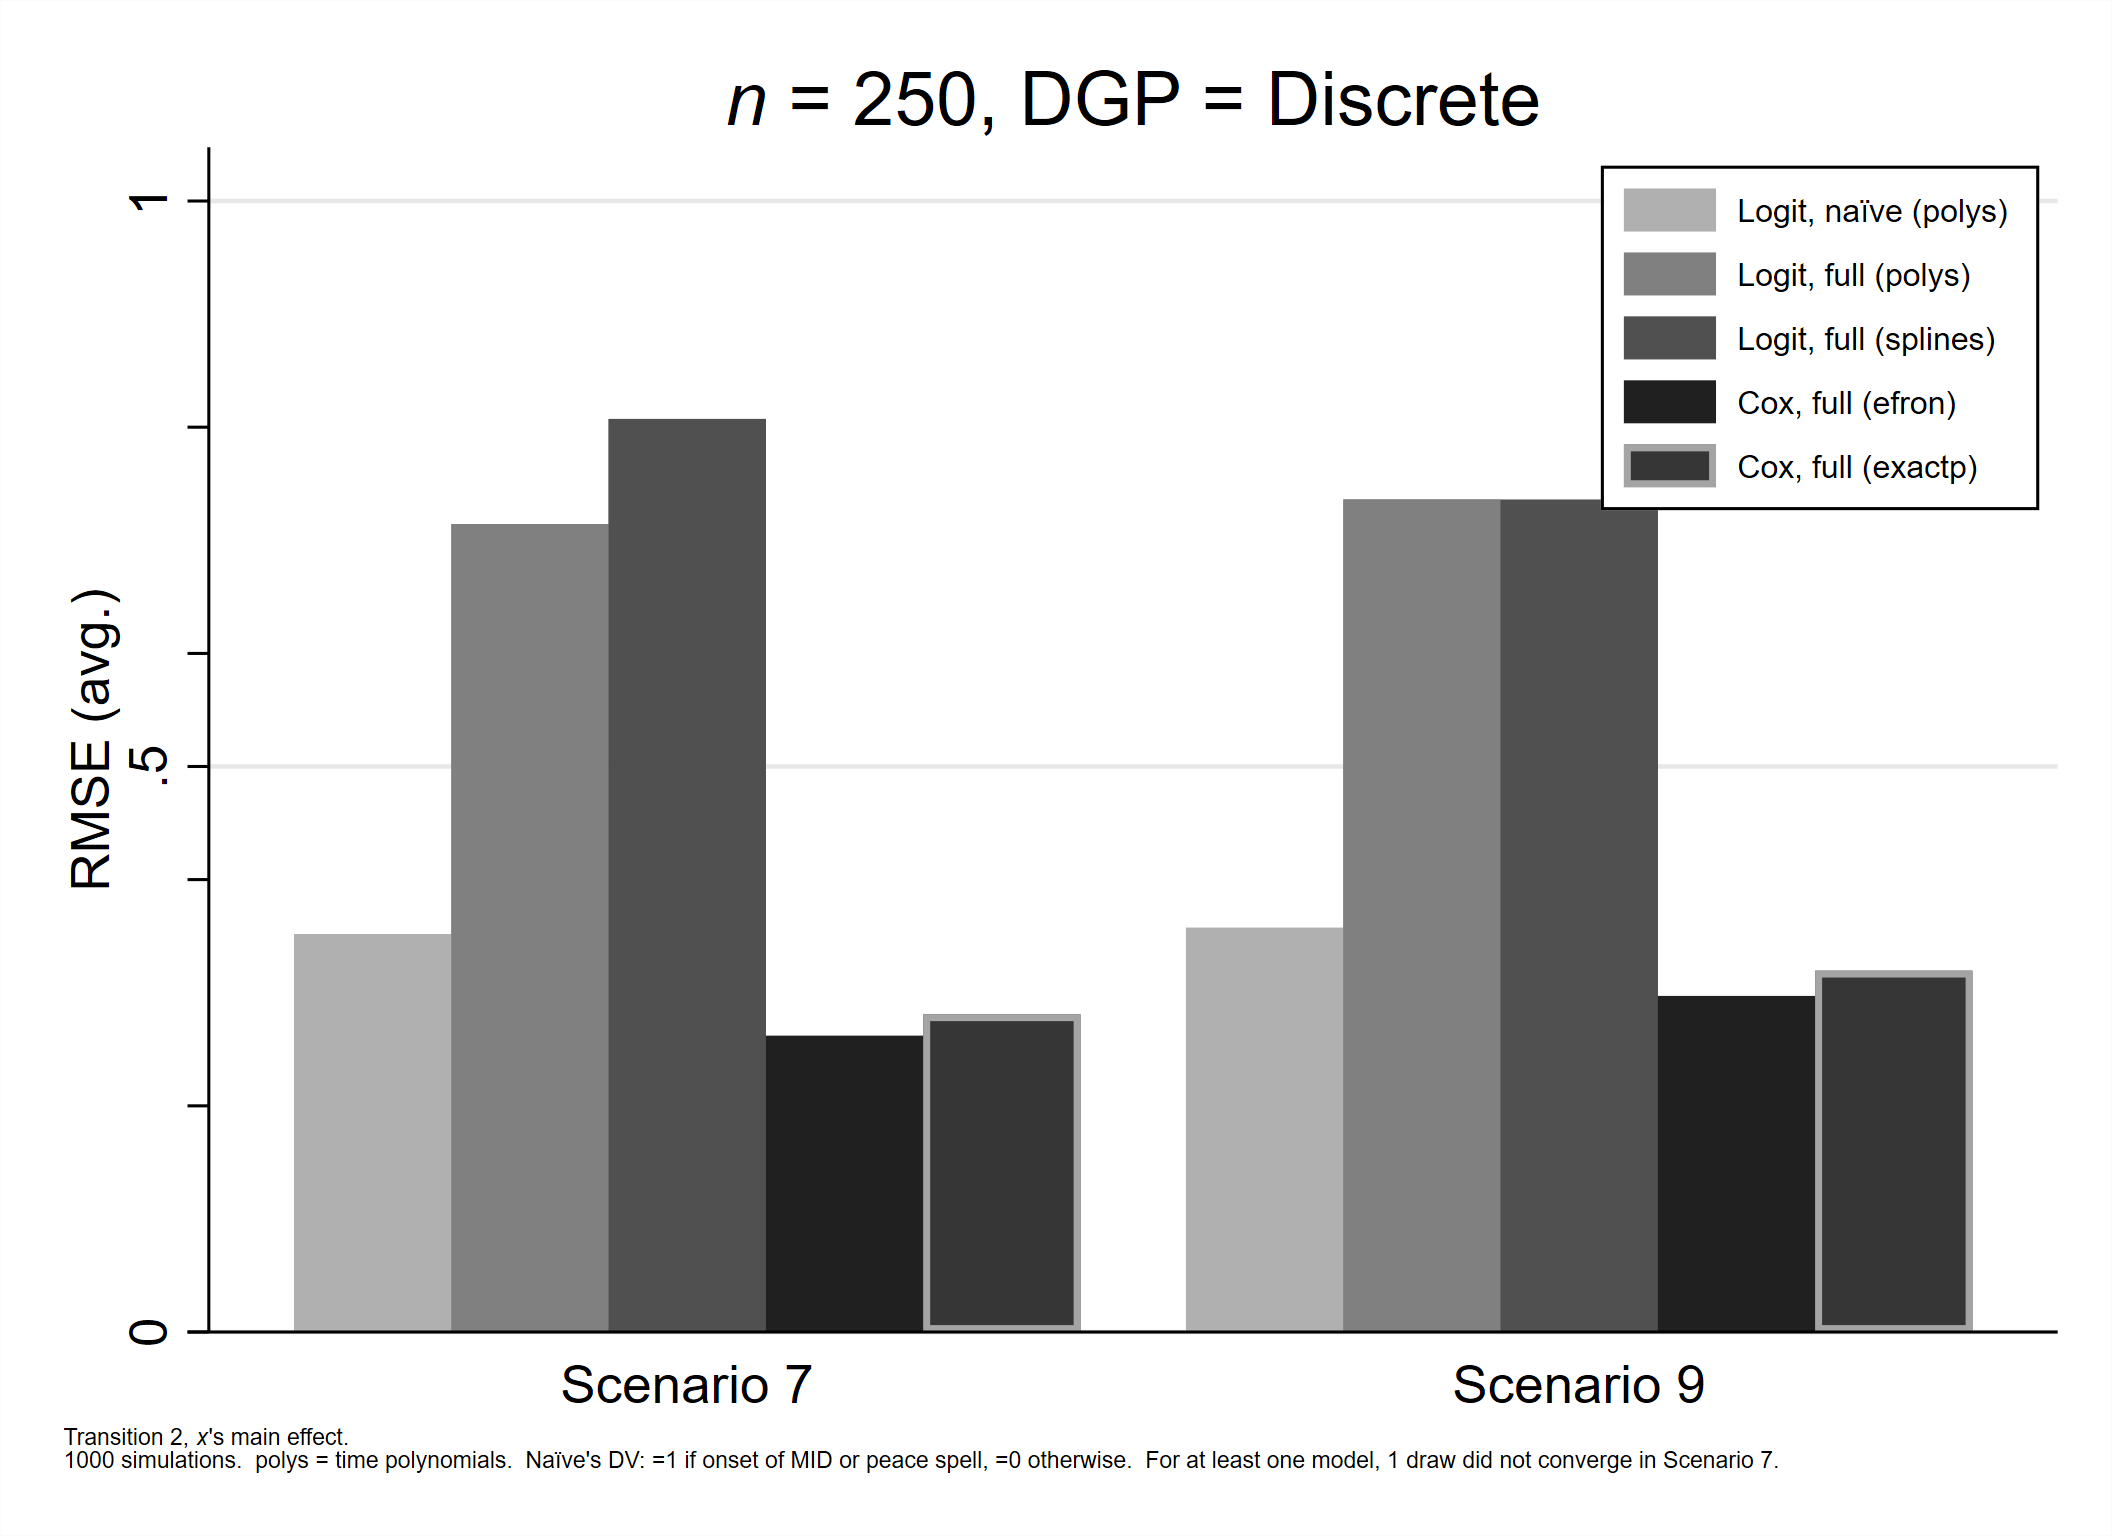 n = 250, DGP = Discrete
Logit, naïve (polys)
Logit, full (polys)
Logit, full (splines)
Cox, full (efron)
Cox, full (exactp)
RMSE (avg.)
1
.5
0
Scenario 7
Scenario 9
Transition 2, x's main effect.
1000 simulations.  polys = time polynomials.  Naïve's DV: =1 if onset of MID or peace spell, =0 otherwise.  For at least one model, 1 draw did not converge in Scenario 7.